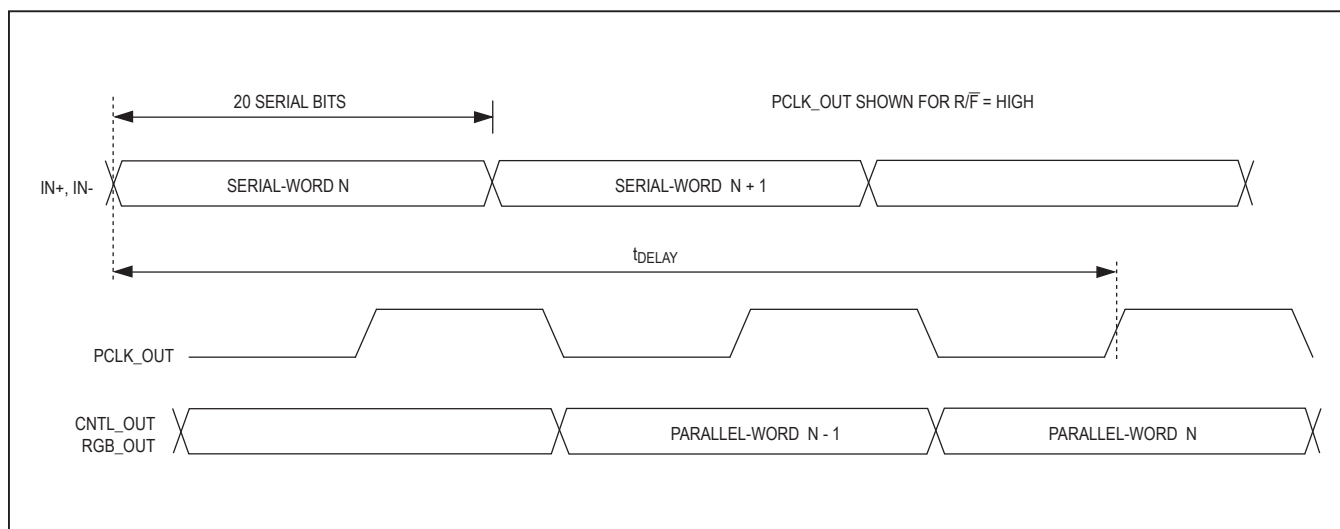 20 SERIAL BITS
PCLK_OUT SHOWN FOR R/F̅ = HIGH
IN+, IN-
SERIAL-WORD N
SERIAL-WORD N + 1
tDELAY
PCLK_OUT
CNTL_OUT
RGB_OUT
PARALLEL-WORD N - 1
PARALLEL-WORD N